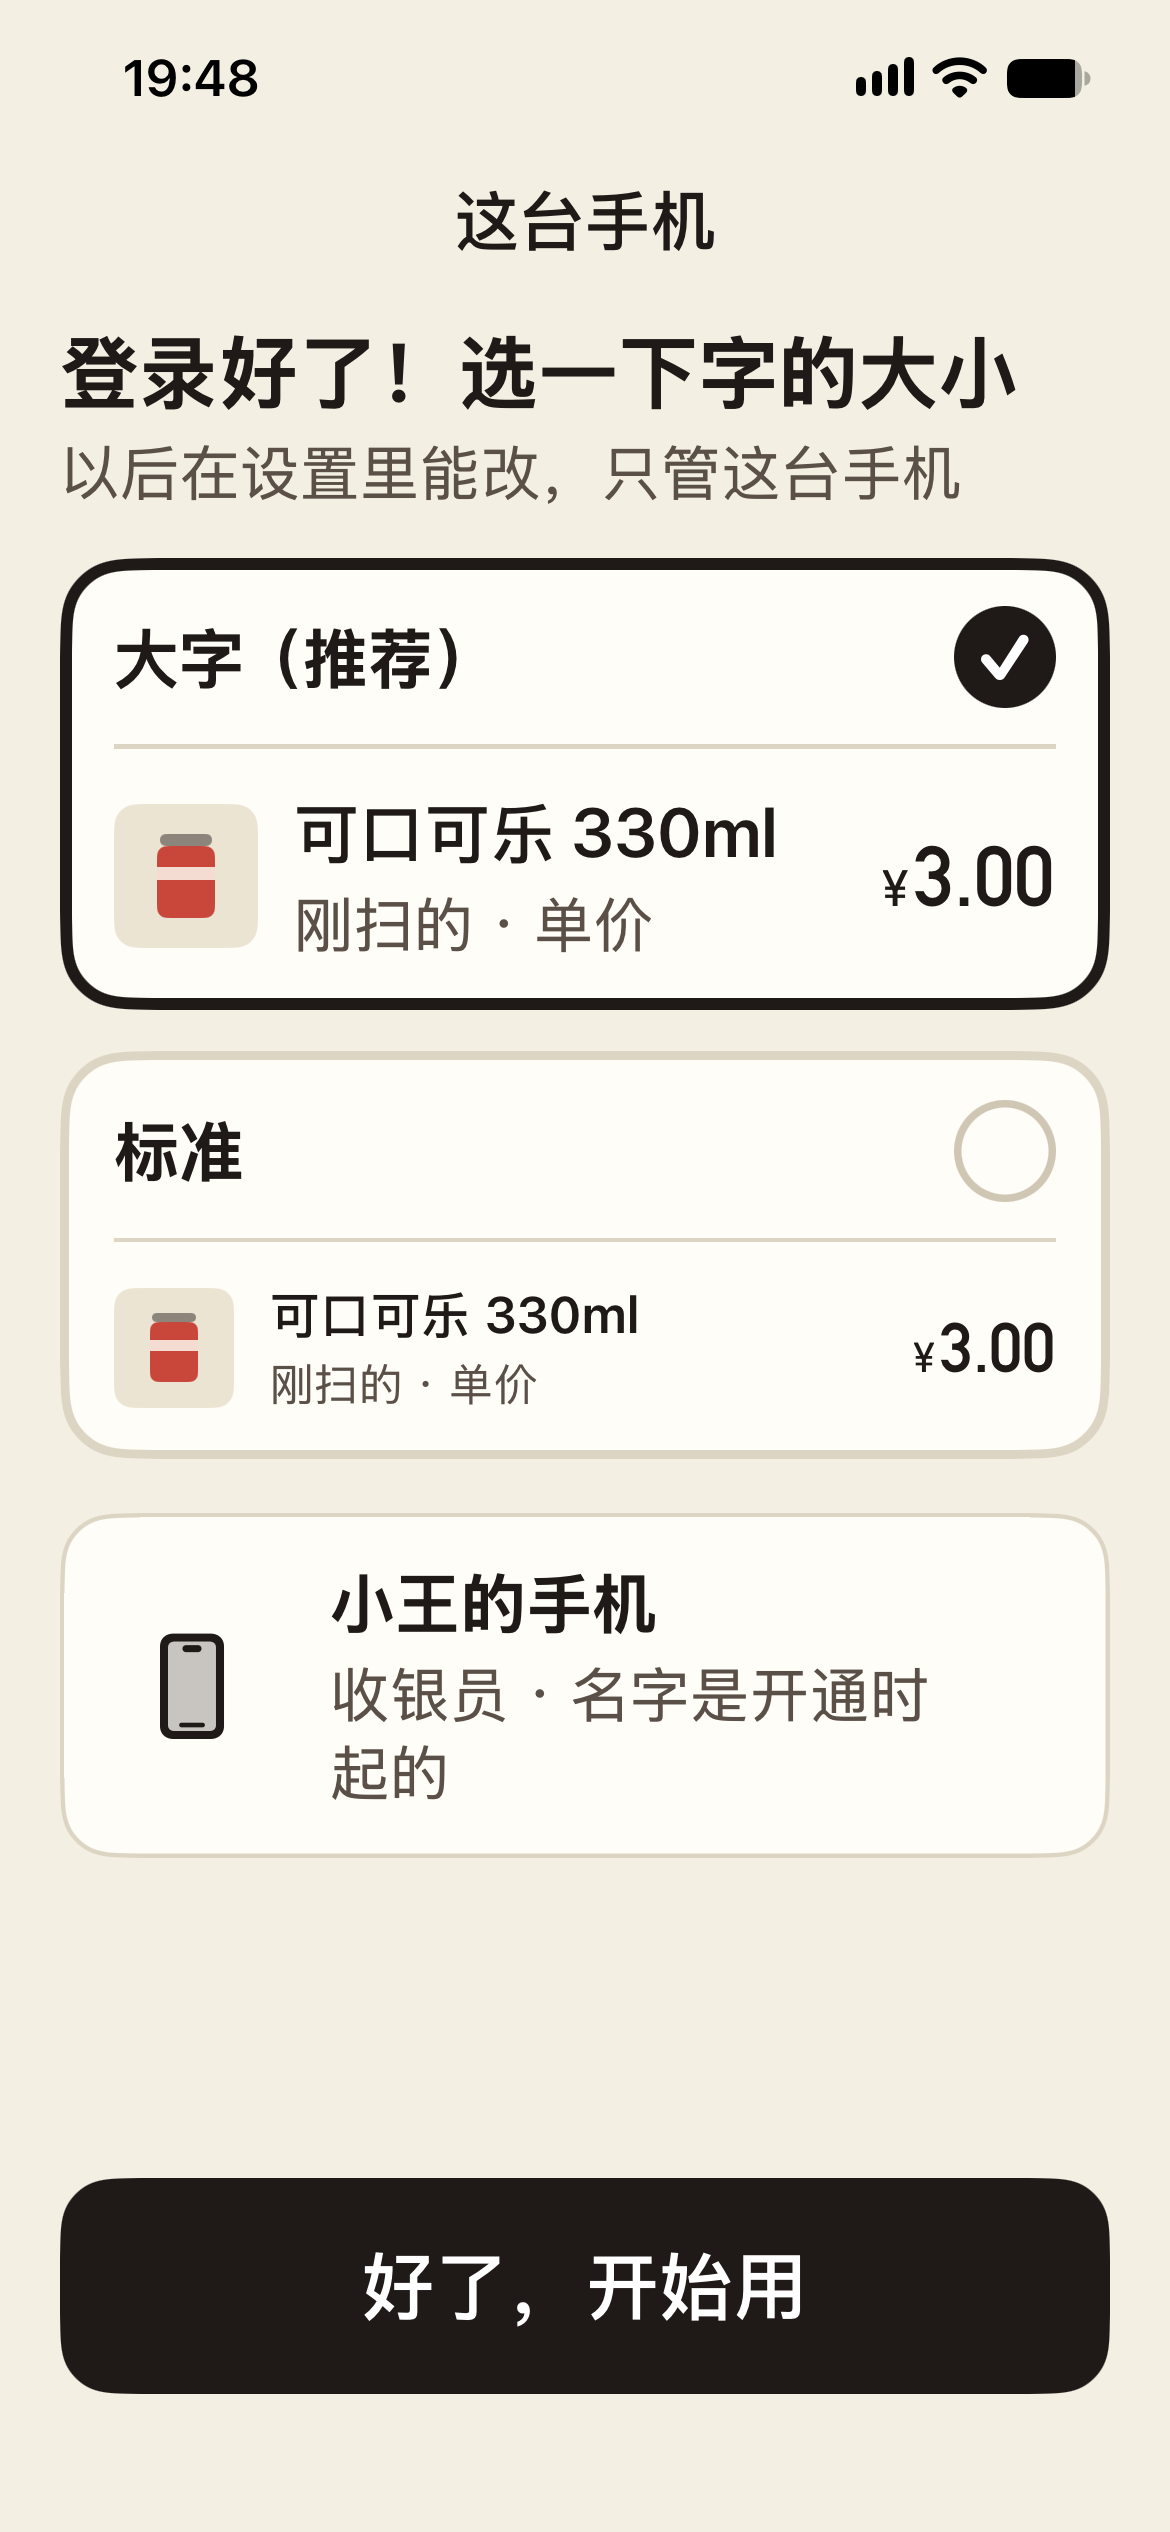 19:48
这台手机
登录好了！选一下字的大小
以后在设置里能改，只管这台手机
大字（推荐）
可口可乐 330ml
刚扫的 · 单价
¥3.00
标准
可口可乐 330ml
刚扫的 · 单价
¥3.00
小王的手机
收银员 · 名字是开通时
起的
好了，开始用